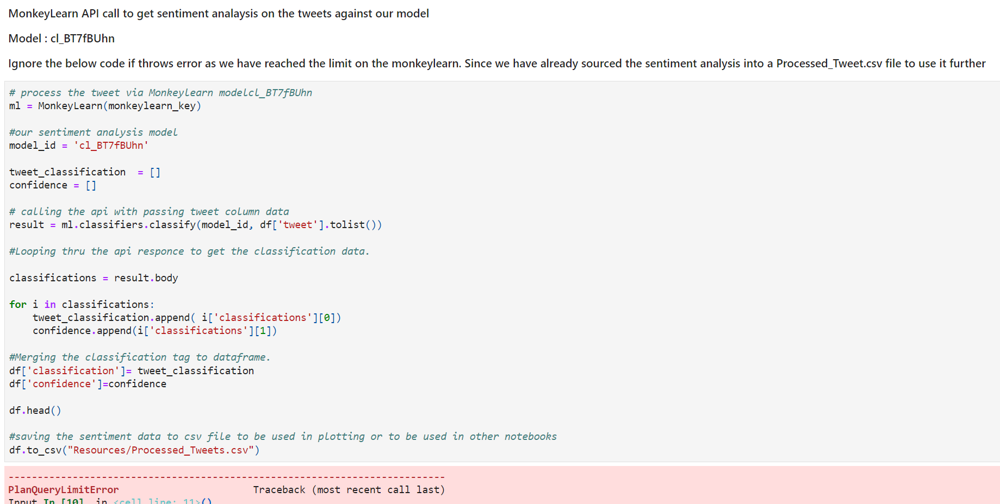 MonkeyLearn API call to get sentiment analaysis on the tweets against our model
Model : cl_BT7fBUhn
Ignore the below code if throws error as we have reached the limit on the monkeylearn. Since we have already sourced the sentiment analysis into a Processed_Tweet.csv file to use it further
# process the tweet via Monkeylearn modelcl_BT7fBUhn
ml = MonkeyLearn(monkeylearn_key)
#our sentiment analysis model
model_id = 'cl_BT7fBUhn'
tweet_classification  = []
confidence = []
# calling the api with passing tweet column data
result = ml.classifiers.classify(model_id, df['tweet'].tolist())
#Looping thru the api responce to get the classification data.
classifications = result.body
for i in classifications:
    tweet_classification.append( i['classifications'][0])
    confidence.append(i['classifications'][1])
#Merging the classification tag to dataframe.
df['classification']= tweet_classification
df['confidence']=confidence
df.head()
#saving the sentiment data to csv file to be used in plotting or to be used in other notebooks
df.to_csv("Resources/Processed_Tweets.csv")
---------------------------------------------------------------------------
PlanQueryLimitError                       Traceback (most recent call last)
Input In [10], in <cell line: 11>()